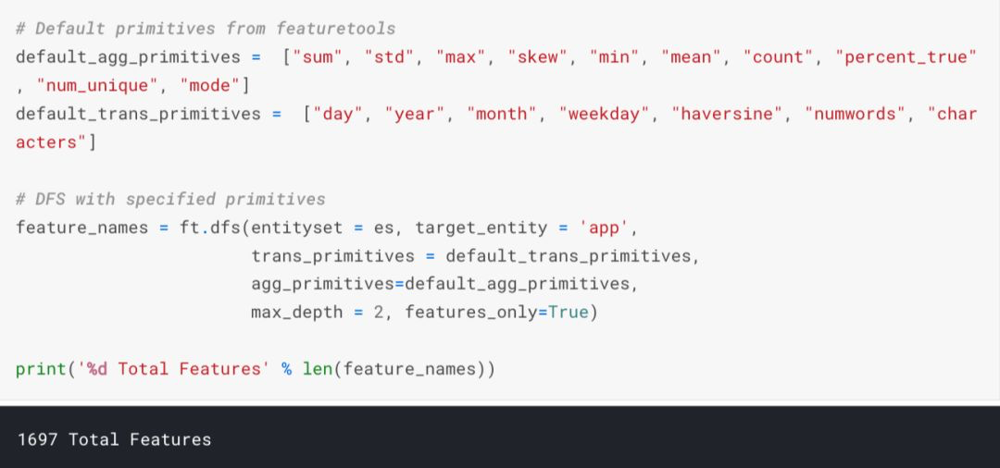 # Default primitives from featuretools
default_agg_primitives =  ["sum", "std", "max", "skew", "min", "mean", "count", "percent_true"
, "num_unique", "mode"]
default_trans_primitives =  ["day", "year", "month", "weekday", "haversine", "numwords", "char
acters"]
# DFS with specified primitives
feature_names = ft.dfs(entityset = es, target_entity = 'app',
                       trans_primitives = default_trans_primitives,
                       agg_primitives=default_agg_primitives,
                       max_depth = 2, features_only=True)
print('%d Total Features' % len(feature_names))
1697 Total Features